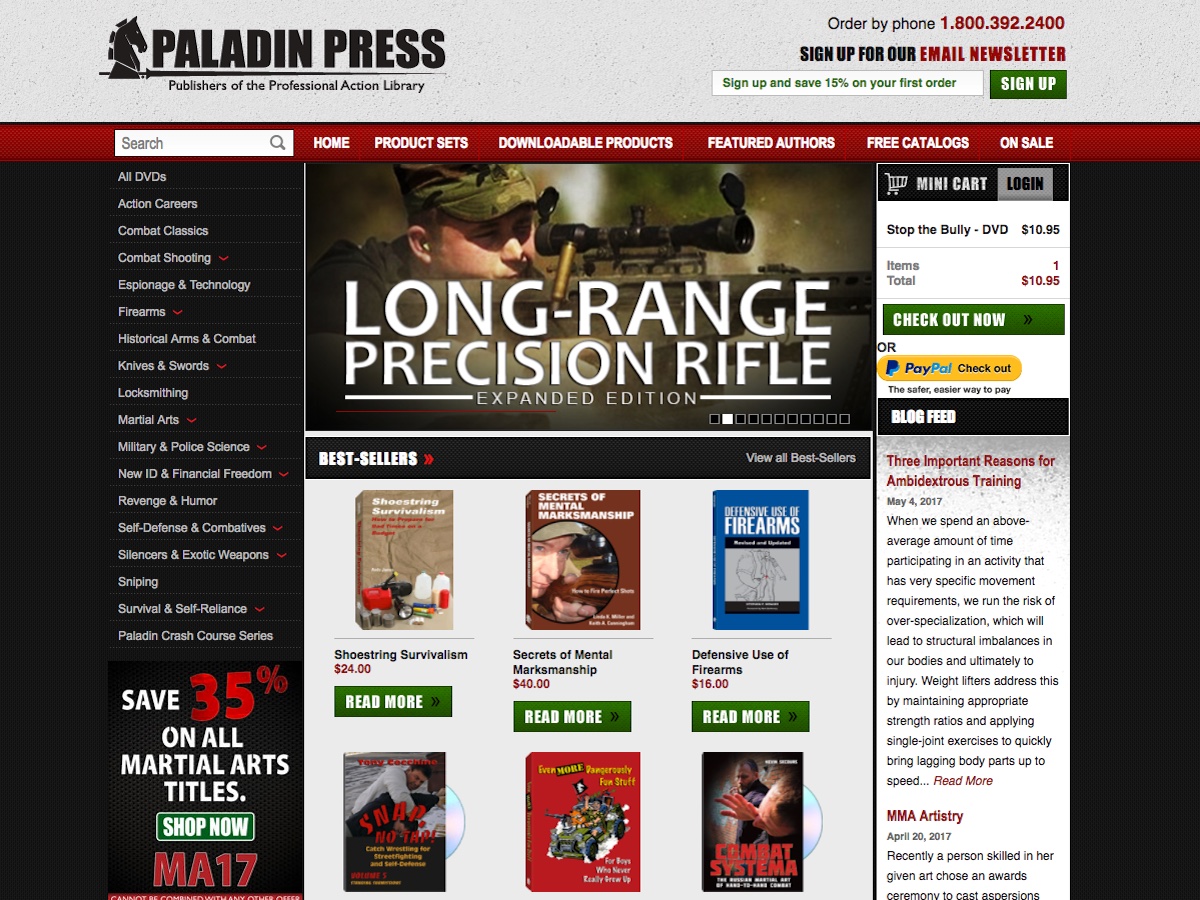 PALADIN PRESS
Publishers of the Professional Action Library
Order by phone 1.800.392.2400
SIGN UP FOR OUR EMAIL NEWSLETTER
Sign up and save 15% on your first order
SIGN UP
Search
HOME
PRODUCT SETS
DOWNLOADABLE PRODUCTS
FEATURED AUTHORS
FREE CATALOGS
ON SALE
All DVDs
Action Careers
Combat Classics
Combat Shooting
Espionage & Technology
Firearms
Historical Arms & Combat
Knives & Swords
Locksmithing
Martial Arts
Military & Police Science
New ID & Financial Freedom
Revenge & Humor
Self-Defense & Combatives
Silencers & Exotic Weapons
Sniping
Survival & Self-Reliance
Paladin Crash Course Series
SAVE 35%
ON ALL
MARTIAL ARTS
TITLES.
SHOP NOW
MA17
CANNOT BE COMBINED WITH ANY OTHER OFFER
LONG-RANGE
PRECISION RIFLE
EXPANDED EDITION
BEST-SELLERS »
View all Best-Sellers
Shoestring
Survivalism
How to Prepare for
Bad Times on a
Budget
Shoestring Survivalism
$24.00
READ MORE »
SECRETS OF
MENTAL
MARKSMANSHIP
How to Fire Perfect Shots
Linda K. Miller and
Keith A. Cunningham
Secrets of Mental
Marksmanship
$40.00
READ MORE »
DEFENSIVE USE OF
FIREARMS
Revised and Updated
Defensive Use of
Firearms
$16.00
READ MORE »
Tony Cecchine
SNAP
NO TAP!
Catch Wrestling for
Streetfighting
and Self-Defense
VOLUME 5
Even MORE Dangerously
Fun Stuff
For Boys
Who Never
Really Grew Up
KEVIN SECOURS
COMBAT
SYSTEMA
THE RUSSIAN MARTIAL ART
OF HAND-TO-HAND COMBAT
MINI CART
LOGIN
Stop the Bully - DVD $10.95
Items 1
Total $10.95
CHECK OUT NOW »
OR
PayPal Check out
The safer, easier way to pay
BLOG FEED
Three Important Reasons for
Ambidextrous Training
May 4, 2017
When we spend an above-
average amount of time
participating in an activity that
has very specific movement
requirements, we run the risk of
over-specialization, which will
lead to structural imbalances in
our bodies and ultimately to
injury. Weight lifters address this
by maintaining appropriate
strength ratios and applying
single-joint exercises to quickly
bring lagging body parts up to
speed... Read More
MMA Artistry
April 20, 2017
Recently a person skilled in her
given art chose an awards
ceremony to cast aspersions